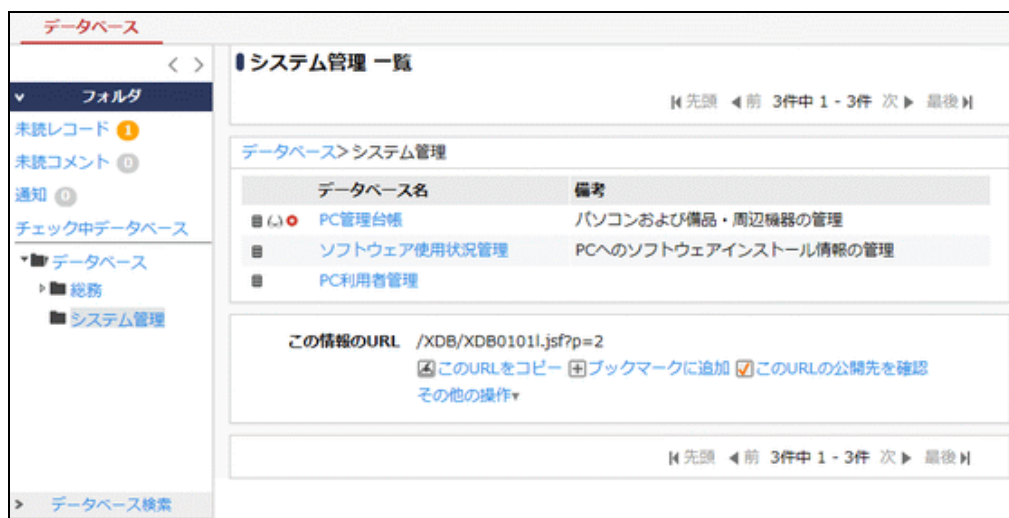 データベース
< >
フォルダ
未読レコード 1
未読コメント 0
通知 0
チェック中データベース
データベース
総務
システム管理
データベース検索
システム管理 一覧
先頭 前 3件中 1 - 3件 次 最後
データベース>システム管理
データベース名 備考
PC管理台帳 パソコンおよび備品・周辺機器の管理
ソフトウェア使用状況管理 PCへのソフトウェアインストール情報の管理
PC利用者管理
この情報のURL /XDB/XDB0101l.jsf?p=2
このURLをコピー ブックマークに追加 このURLの公開先を確認
その他の操作▾
先頭 前 3件中 1 - 3件 次 最後